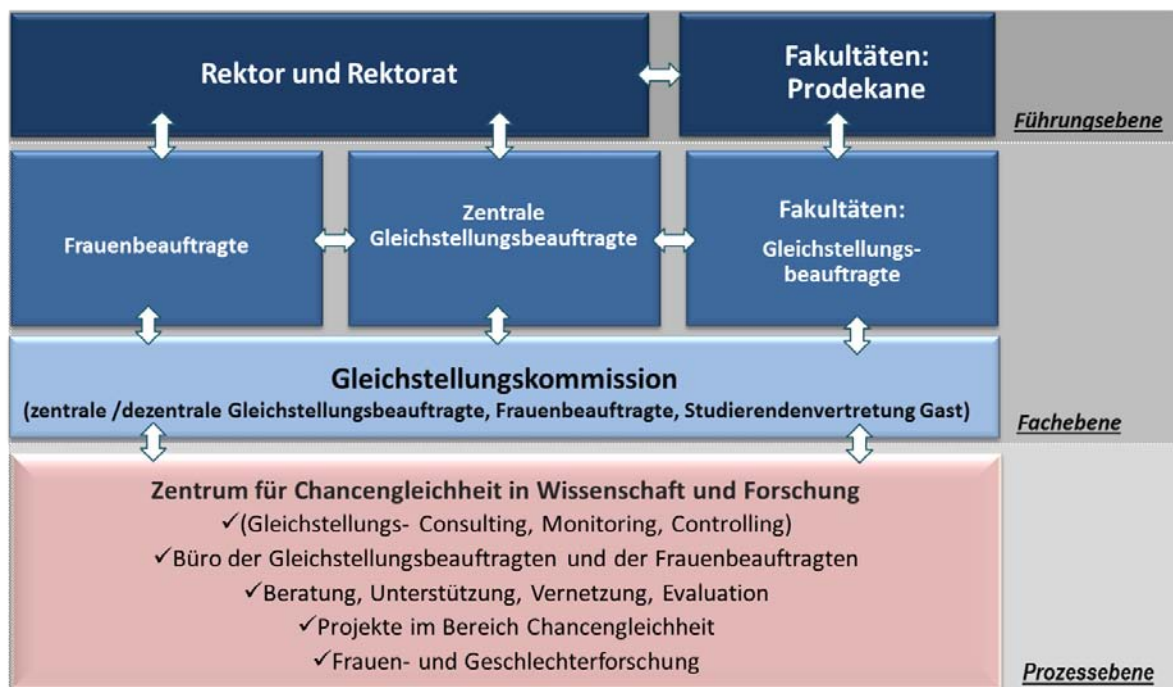 Rektor und Rektorat
Fakultäten:
Prodekane
Führungsebene
Frauenbeauftragte
Zentrale
Gleichstellungsbeauftragte
Fakultäten:
Gleichstellungs-
beauftragte
Gleichstellungskommission
(zentrale /dezentrale Gleichstellungsbeauftragte, Frauenbeauftragte, Studierendenvertretung Gast)
Fachebene
Zentrum für Chancengleichheit in Wissenschaft und Forschung
✓(Gleichstellungs- Consulting, Monitoring, Controlling)
✓Büro der Gleichstellungsbeauftragten und der Frauenbeauftragten
✓Beratung, Unterstützung, Vernetzung, Evaluation
✓Projekte im Bereich Chancengleichheit
✓Frauen- und Geschlechterforschung
Prozessebene